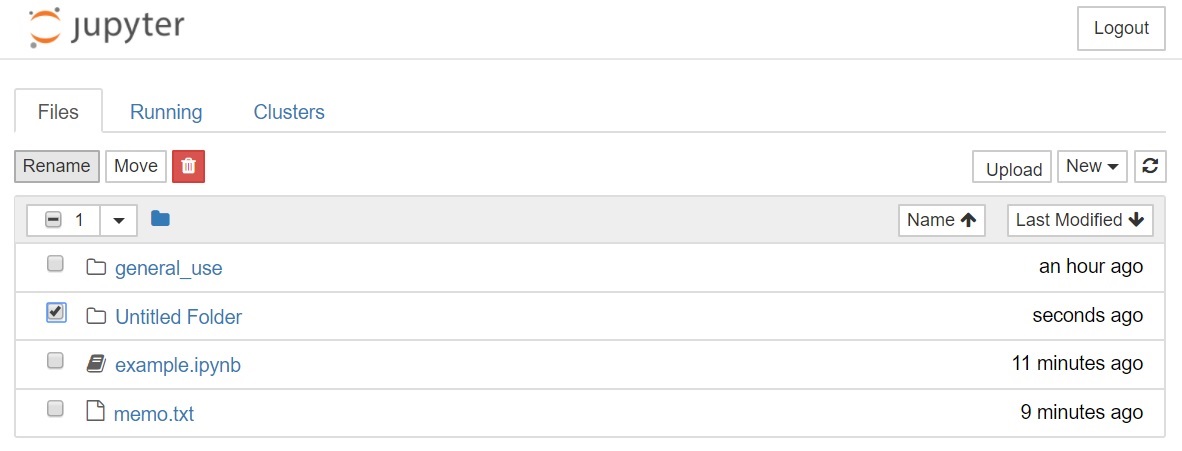 jupyter
Logout
Files Running Clusters
Rename Move Upload New
1 Name Last Modified
general_use an hour ago
Untitled Folder seconds ago
example.ipynb 11 minutes ago
memo.txt 9 minutes ago